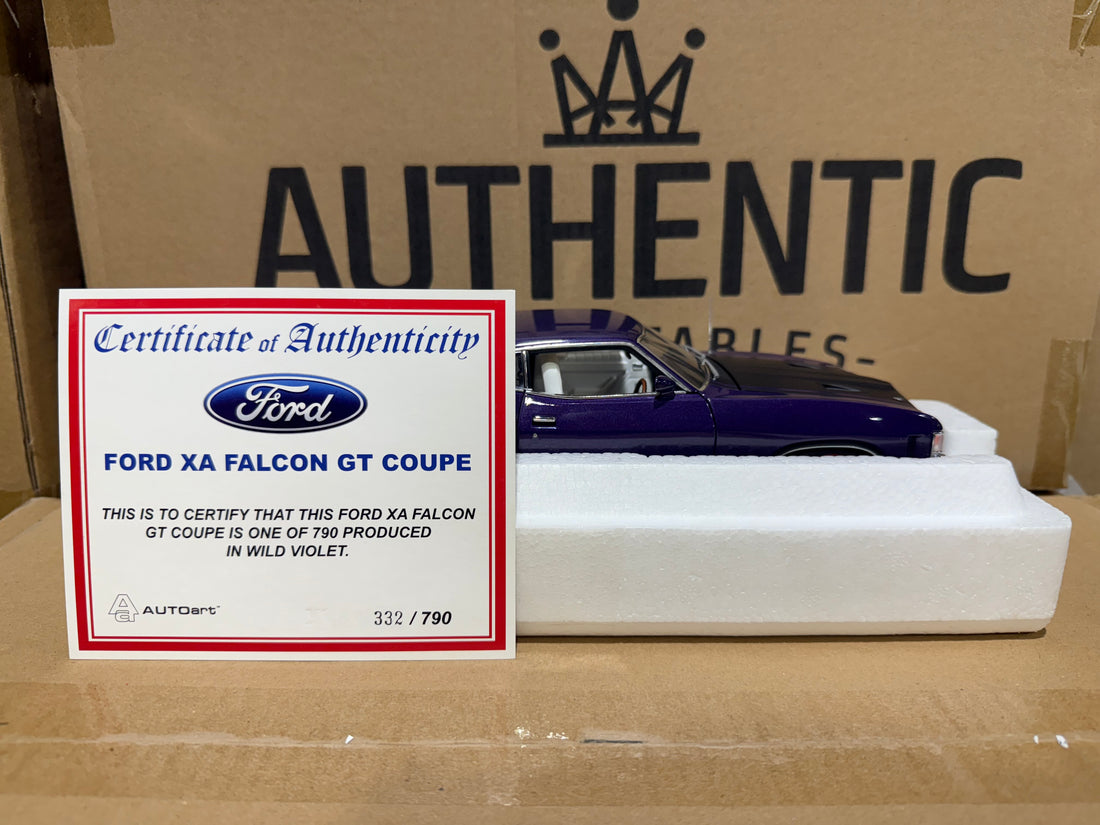 AUTHENTIC
Certificate of Authenticity
Ford
FORD XA FALCON GT COUPE
THIS IS TO CERTIFY THAT THIS FORD XA FALCON
GT COUPE IS ONE OF 790 PRODUCED
IN WILD VIOLET.
AUTOart
332 / 790